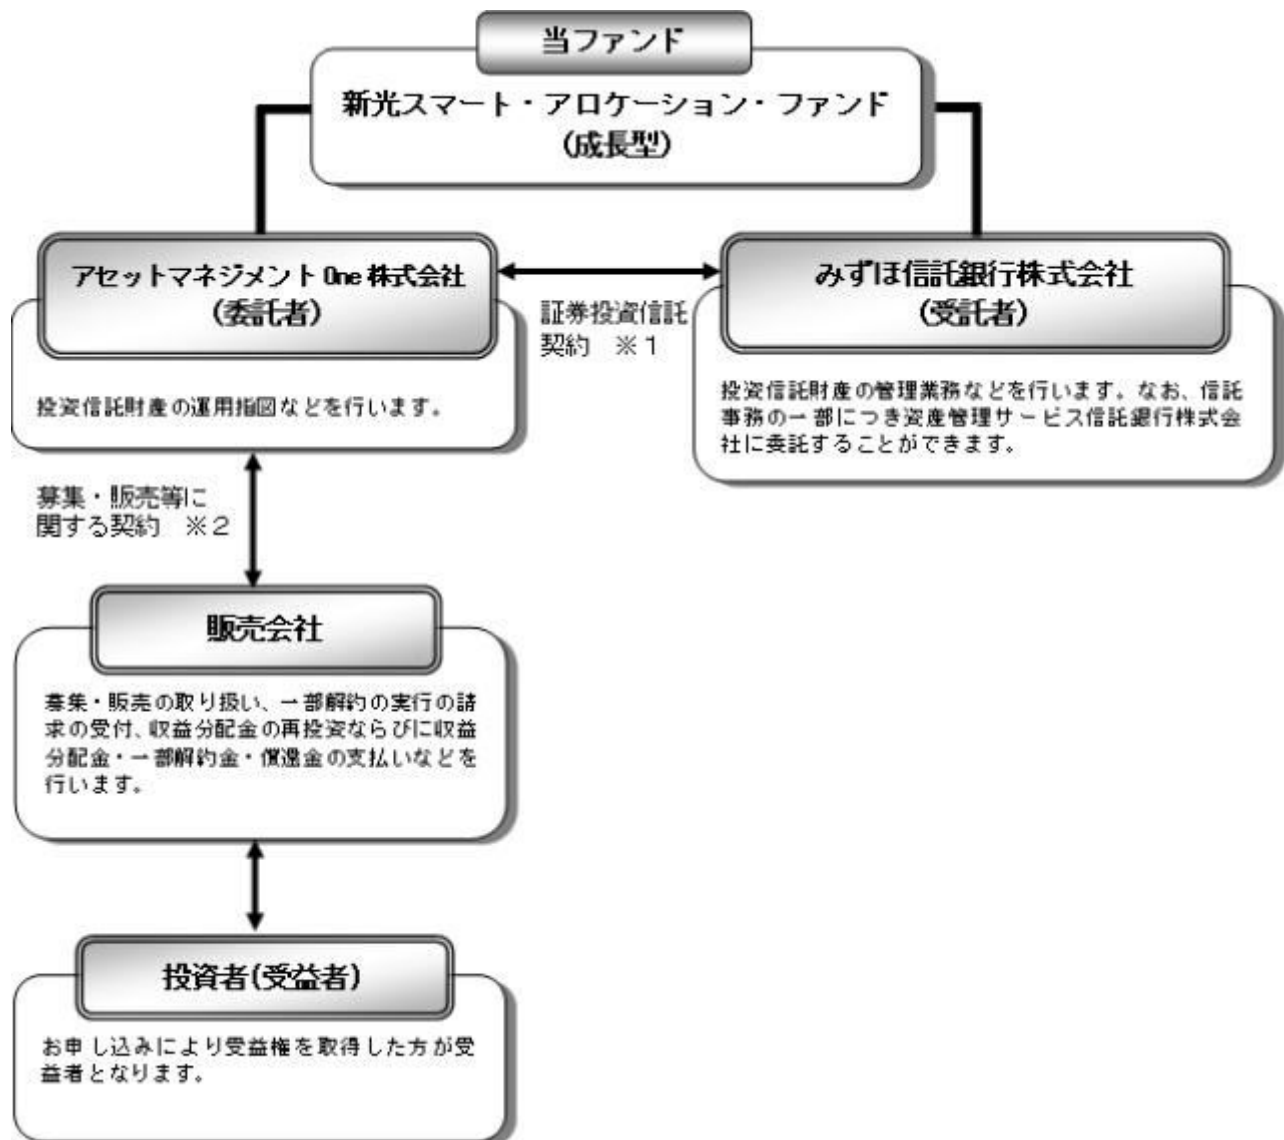 当ファンド
新光スマート・アロケーション・ファンド
(成長型)
アセットマネジメントOne株式会社
(委託者)
投資信託財産の運用指図などを行います。
証券投資信託
契約　※１
みずほ信託銀行株式会社
(受託者)
投資信託財産の管理業務などを行います。なお、信託
事務の一部につき資産管理サービス信託銀行株式会
社に委託することができます。
募集・販売等に
関する契約　※２
販売会社
募集・販売の取り扱い、一部解約の実行の請
求の受付、収益分配金の再投資ならびに収益
分配金・一部解約金・償還金の支払いなどを
行います。
投資者(受益者)
お申し込みにより受益権を取得した方が受
益者となります。